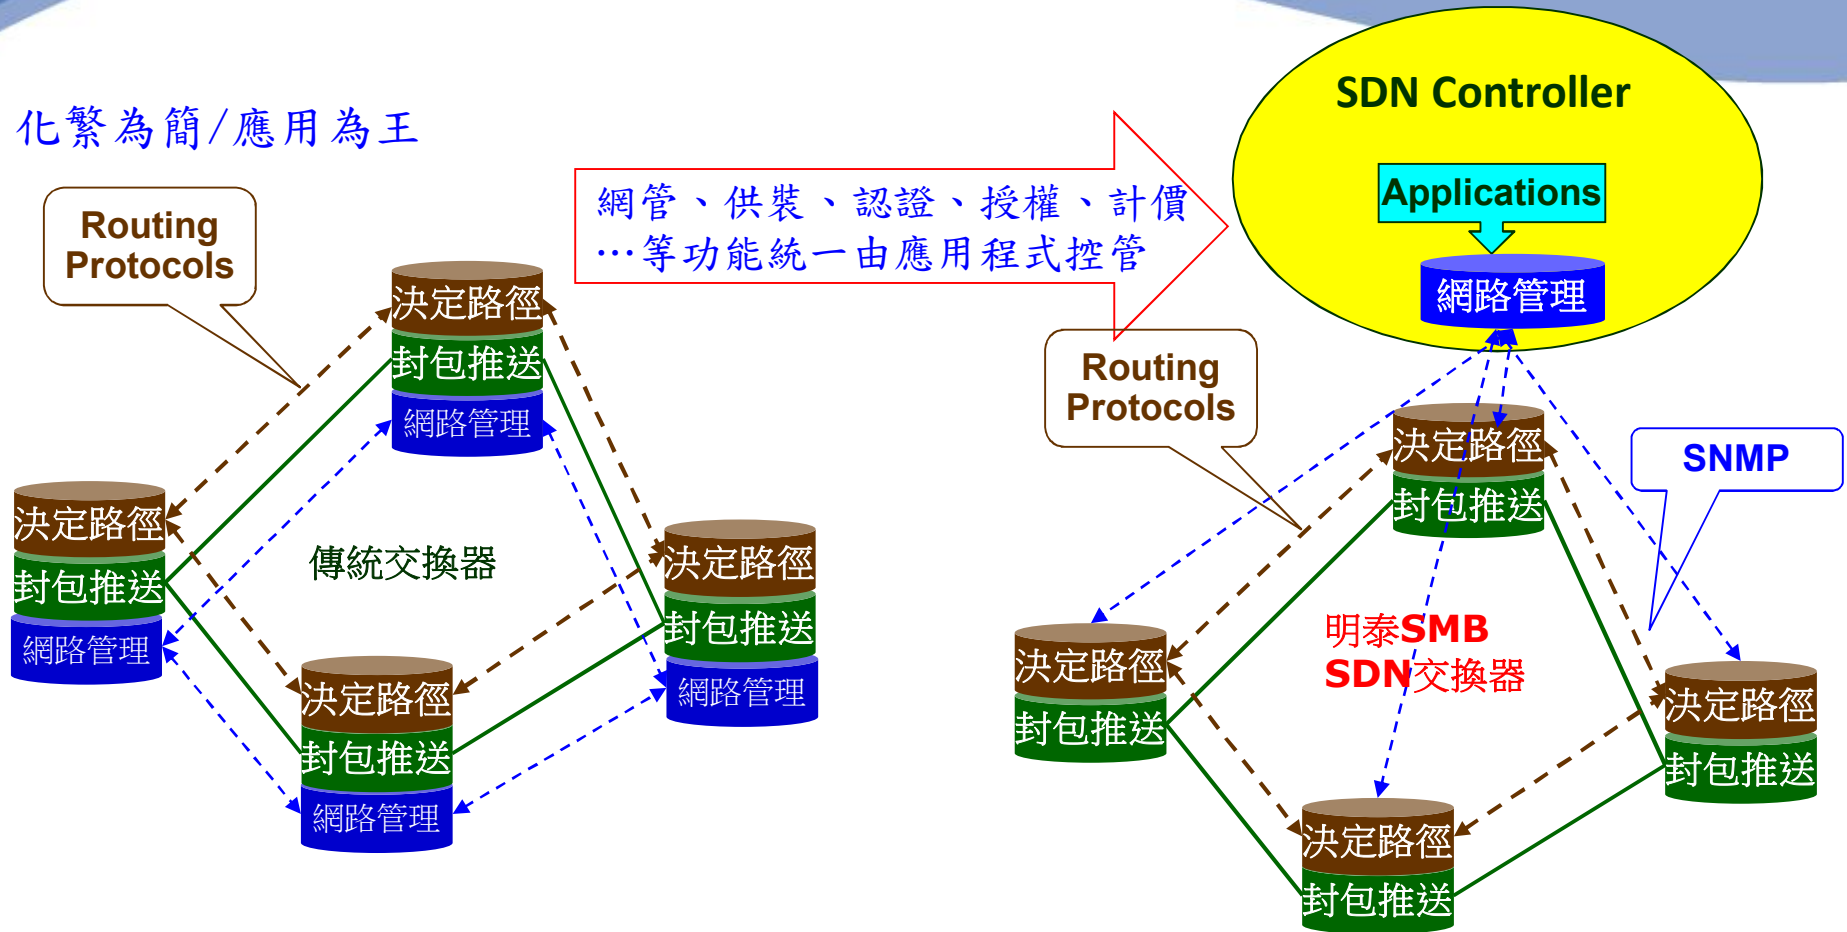 化繁為簡/應用為王
SDN Controller
Applications
網路管理
網管、供裝、認證、授權、計價
…等功能統一由應用程式控管
Routing
Protocols
決定路徑
封包推送
網路管理
決定路徑
封包推送
網路管理
傳統交換器
決定路徑
封包推送
網路管理
決定路徑
封包推送
網路管理
Routing
Protocols
SNMP
決定路徑
封包推送
決定路徑
封包推送
明泰SMB
SDN交換器
決定路徑
封包推送
決定路徑
封包推送